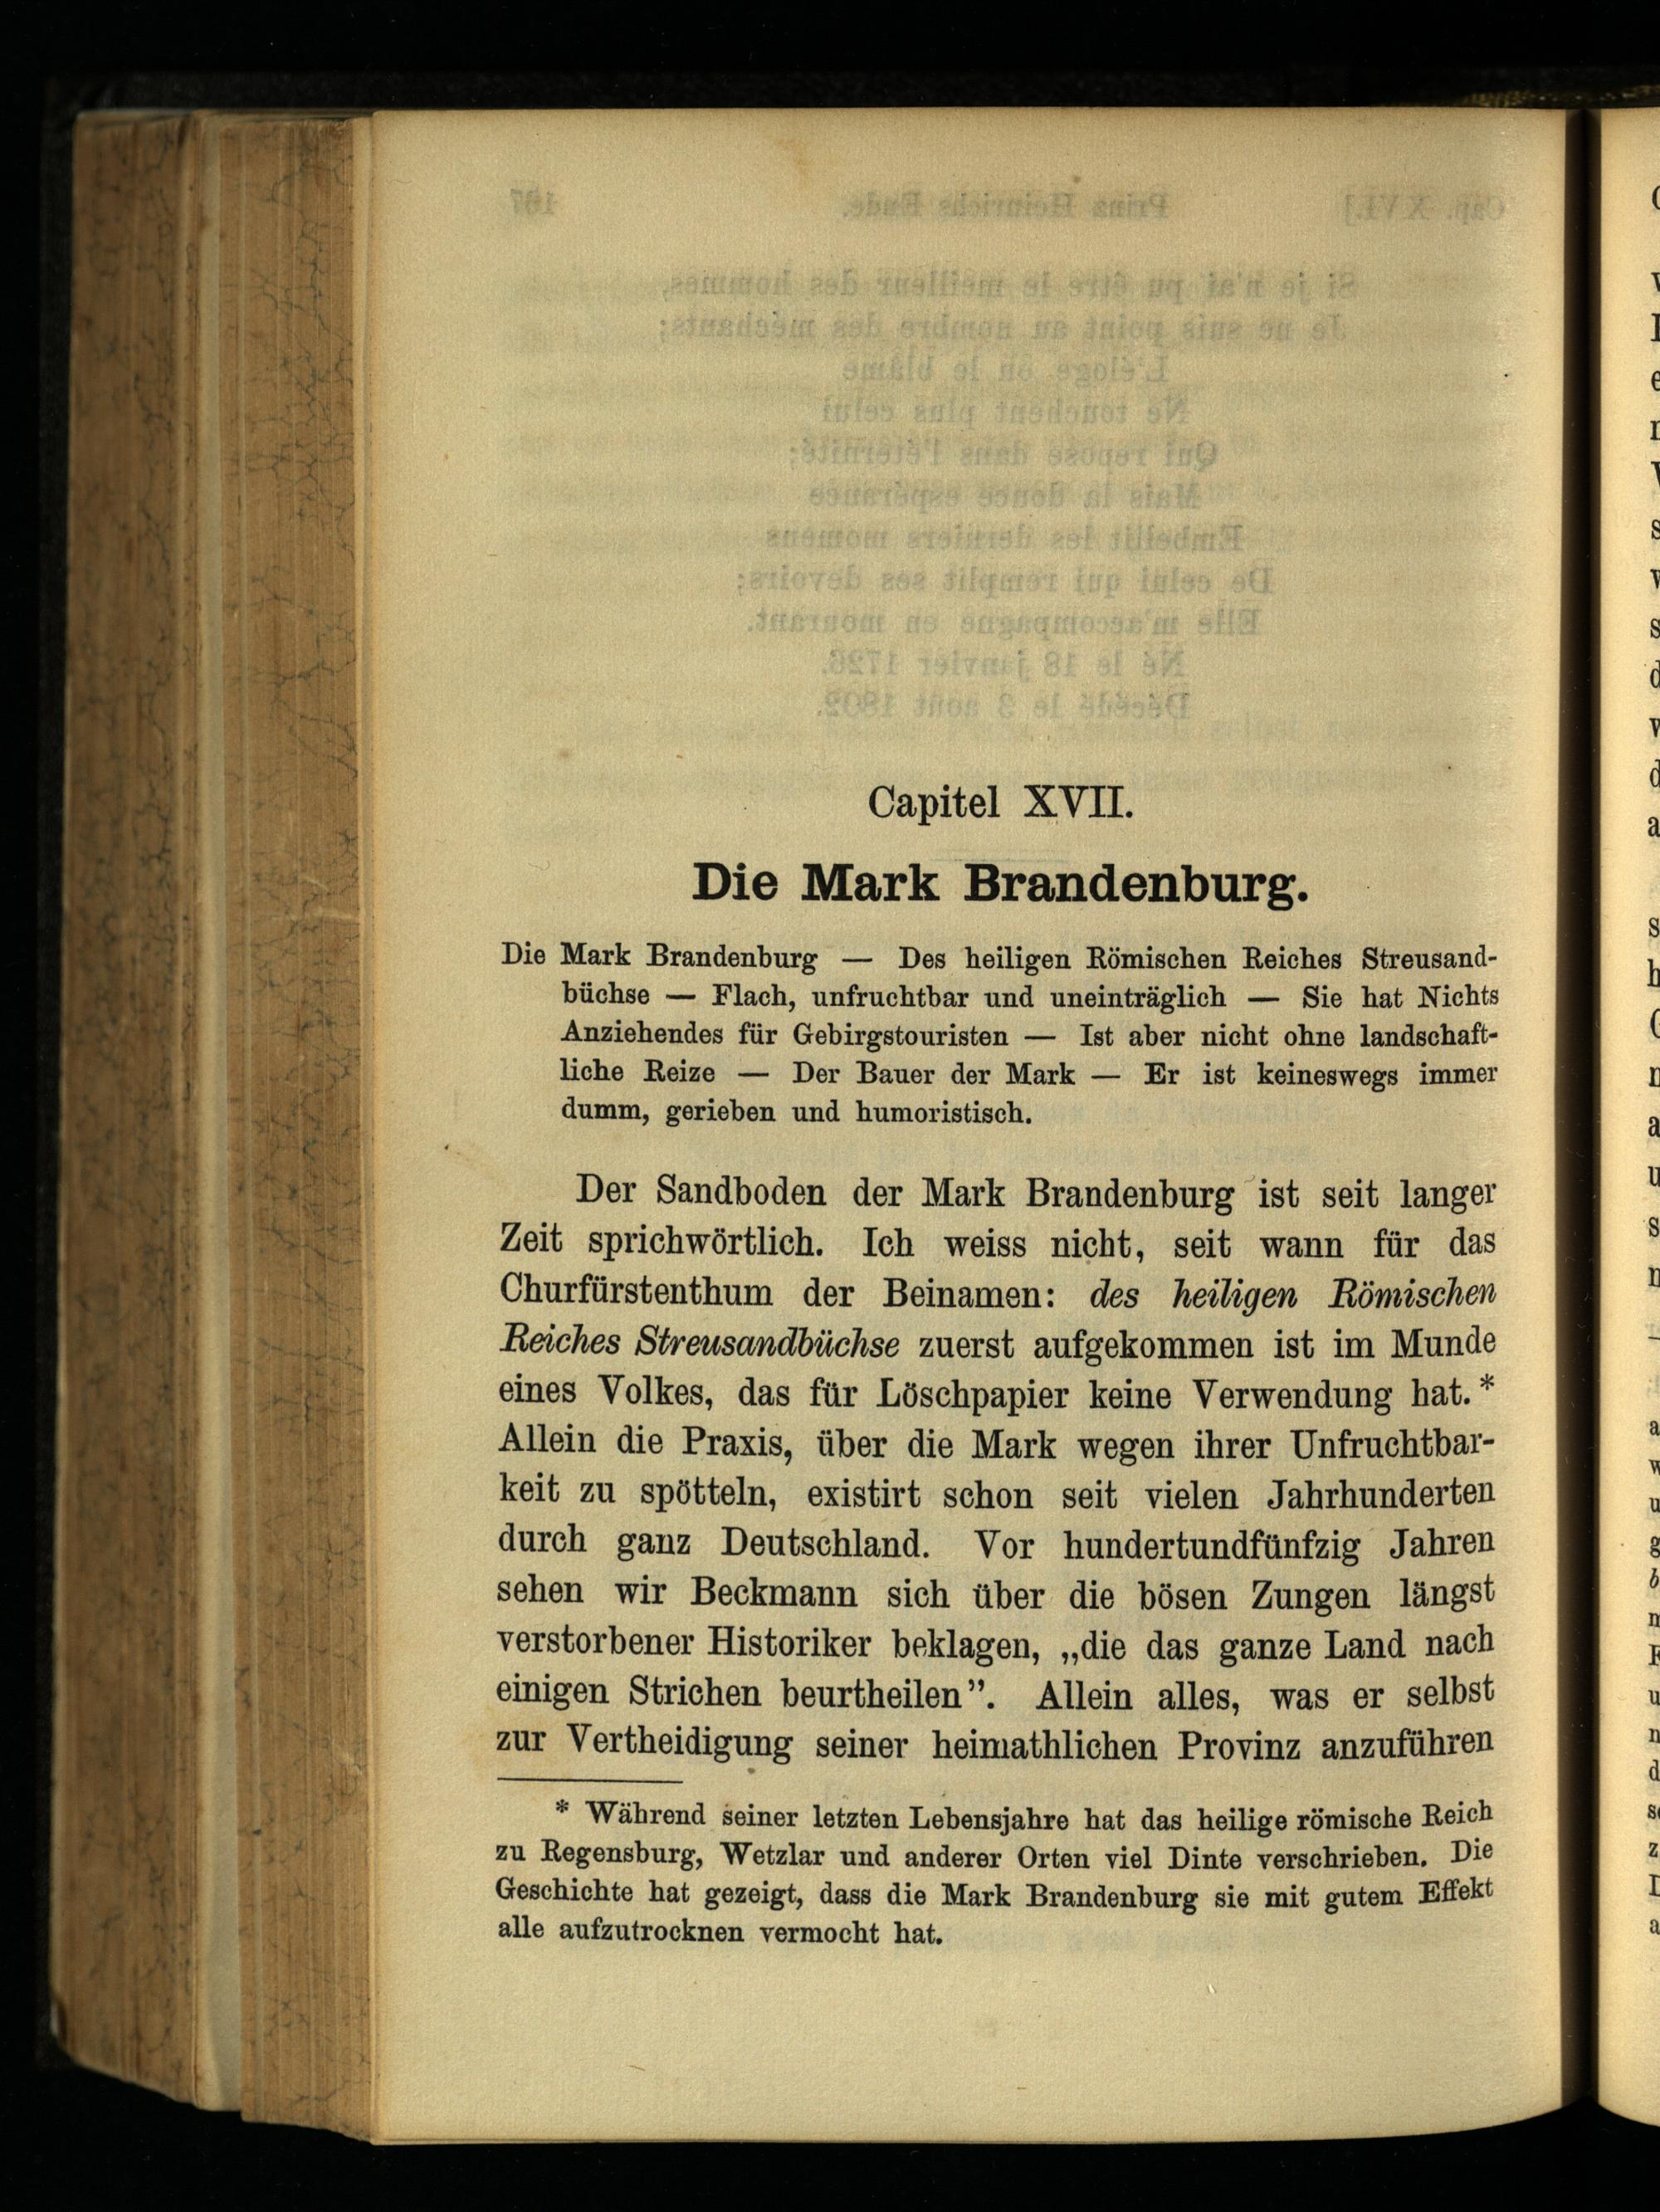 Capitel XVII.
Die Mark Brandenburg.
Die Mark Brandenburg — Des heiligen Römischen Reiches Streusand-
büchse — Flach, unfruchtbar und uneinträglich — Sie hat Nichts
Anziehendes für Gebirgstouristen — Ist aber nicht ohne landschaft-
liche Reize — Der Bauer der Mark — Er ist keineswegs immer
dumm, gerieben und humoristisch.
Der Sandboden der Mark Brandenburg ist seit langer
Zeit sprichwörtlich. Ich weiss nicht, seit wann für das
Churfürstenthum der Beinamen: des heiligen Römischen
Reiches Streusandbüchse zuerst aufgekommen ist im Munde
eines Volkes, das für Löschpapier keine Verwendung hat.*
Allein die Praxis, über die Mark wegen ihrer Unfruchtbar-
keit zu spötteln, existirt schon seit vielen Jahrhunderten
durch ganz Deutschland. Vor hundertundfünfzig Jahren
sehen wir Beckmann sich über die bösen Zungen längst
verstorbener Historiker beklagen, „die das ganze Land nach
einigen Strichen beurtheilen”. Allein alles, was er selbst
zur Vertheidigung seiner heimathlichen Provinz anzuführen
* Während seiner letzten Lebensjahre hat das heilige römische Reich
zu Regensburg, Wetzlar und anderer Orten viel Dinte verschrieben. Die
Geschichte hat gezeigt, dass die Mark Brandenburg sie mit gutem Effekt
alle aufzutrocknen vermocht hat.